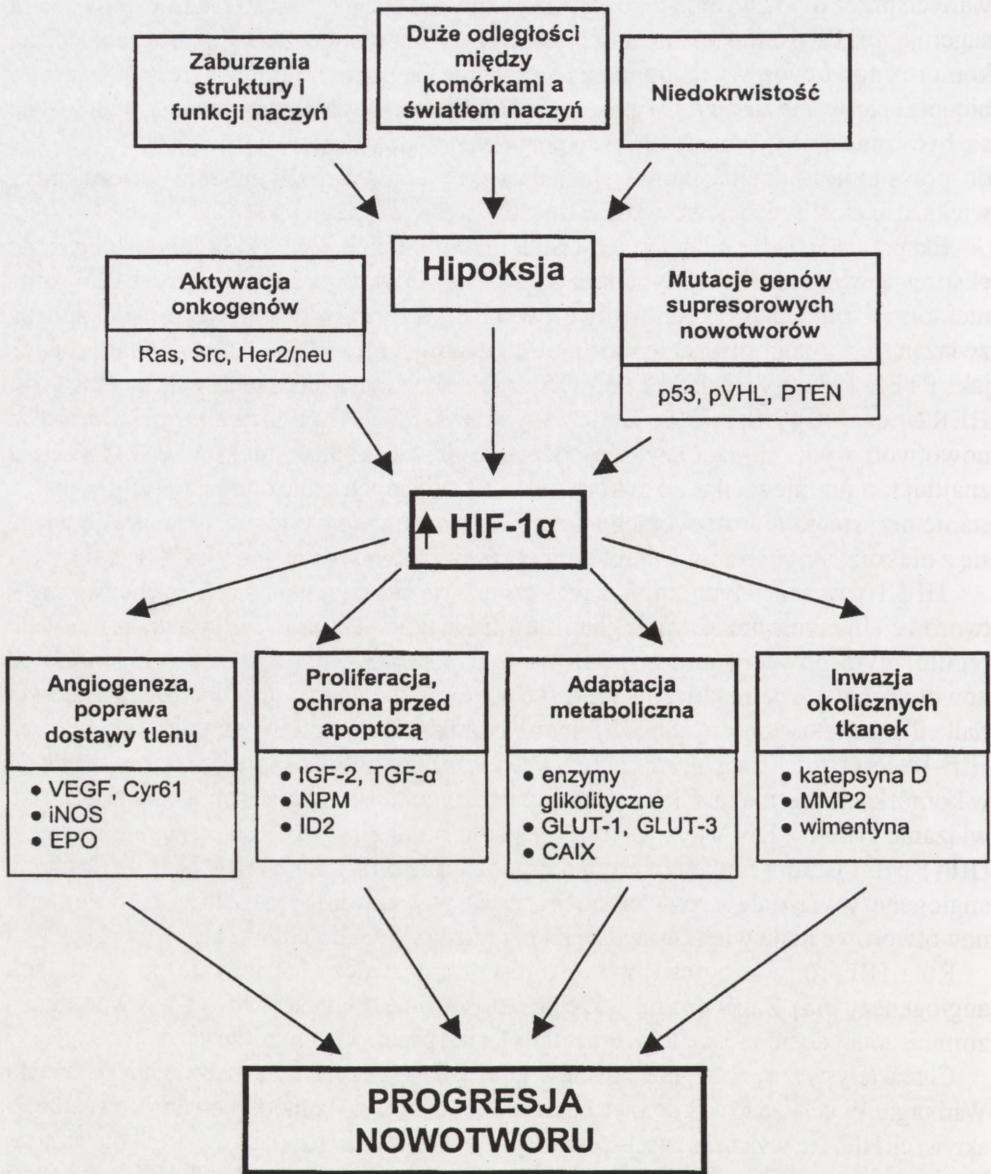 Zaburzenia
struktury i
funkcji naczyń
Duże odległości
między
komórkami a
światłem naczyń
Niedokrwistość
Hipoksja
Aktywacja
onkogenów
Ras, Src, Her2/neu
Mutacje genów
supresorowych
nowotworów
p53, pVHL, PTEN
↑ HIF-1α
Angiogeneza,
poprawa
dostawy tlenu
• VEGF, Cyr61
• iNOS
• EPO
Proliferacja,
ochrona przed
apoptozą
• IGF-2, TGF-α
• NPM
• ID2
Adaptacja
metaboliczna
• enzymy
glikolityczne
• GLUT-1, GLUT-3
• CAIX
Inwazja
okolicznych
tkanek
• katepsyna D
• MMP2
• wimentyna
PROGRESJA
NOWOTWORU